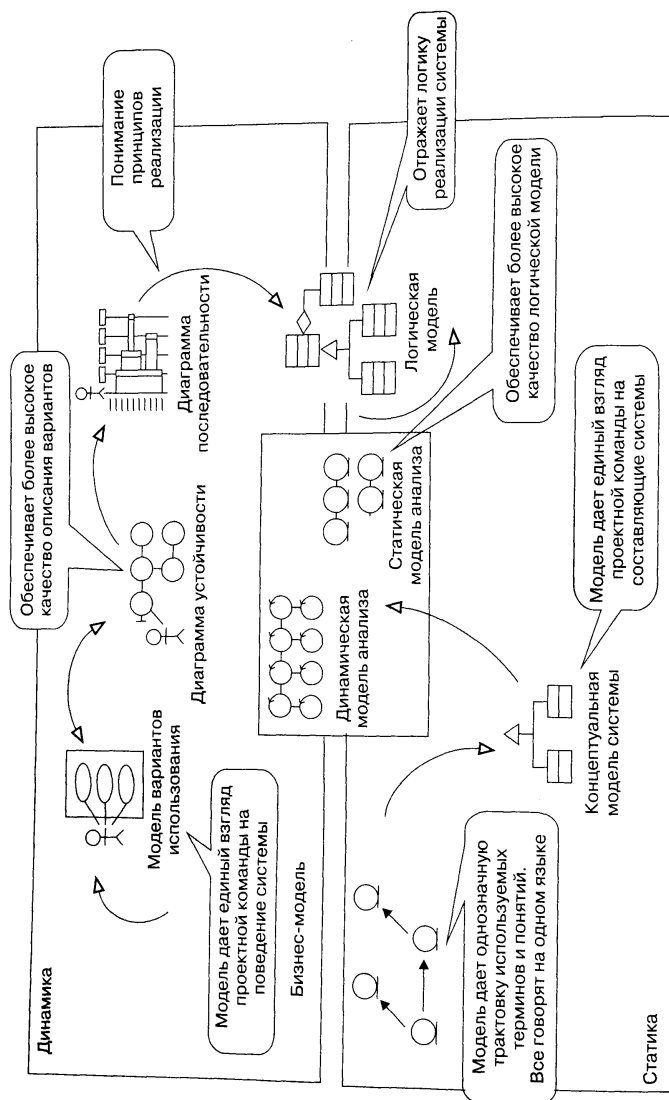 Динамика
Модель вариантов
использования
Модель дает единый взгляд
проектной команды на
поведение системы
Обеспечивает более высокое
качество описания вариантов
Диаграмма устойчивости
Диаграмма
последовательности
Понимание
принципов
реализации
Бизнес-модель
Динамическая
модель анализа
Статическая
модель анализа
Логическая
модель
Отражает логику
реализации системы
Обеспечивает более высокое
качество логической модели
Модель дает однозначную
трактовку используемых
терминов и понятий.
Все говорят на одном языке
Концептуальная
модель системы
Модель дает единый взгляд
проектной команды на
составляющие системы
Статика